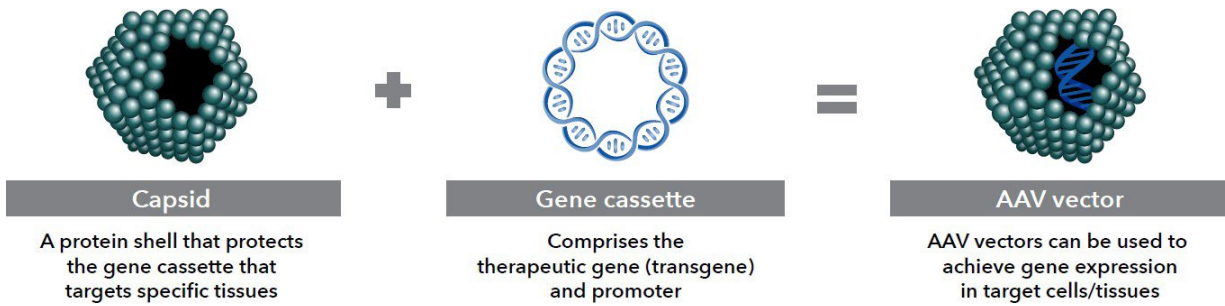 Capsid
A protein shell that protects
the gene cassette that
targets specific tissues
Gene cassette
Comprises the
therapeutic gene (transgene)
and promoter
AAV vector
AAV vectors can be used to
achieve gene expression
in target cells/tissues